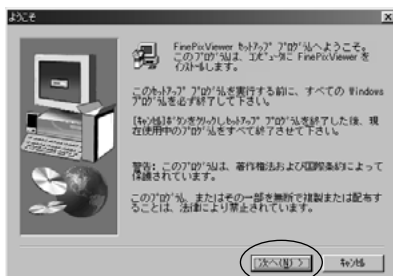 ようこそ
FinePixViewer ｾｯﾄｱｯﾌﾟ ﾌﾟﾛｸﾞﾗﾑへようこそ。
このﾌﾟﾛｸﾞﾗﾑは、ｺﾝﾋﾟｭｰﾀに FinePixViewer を
ｲﾝｽﾄｰﾙします。
このｾｯﾄｱｯﾌﾟ ﾌﾟﾛｸﾞﾗﾑを実行する前に、すべての Windows
ﾌﾟﾛｸﾞﾗﾑを必ず終了して下さい。
[ｷｬﾝｾﾙ]ﾎﾞﾀﾝをｸﾘｯｸしｾｯﾄｱｯﾌﾟ ﾌﾟﾛｸﾞﾗﾑを終了した後、現
在使用中のﾌﾟﾛｸﾞﾗﾑをすべて終了させて下さい。
警告: このﾌﾟﾛｸﾞﾗﾑは、著作権法および国際条約によって
保護されています。
このﾌﾟﾛｸﾞﾗﾑ、またはその一部を無断で複製または配布す
ることは、法律により禁止されています。
次へ(N) >
ｷｬﾝｾﾙ